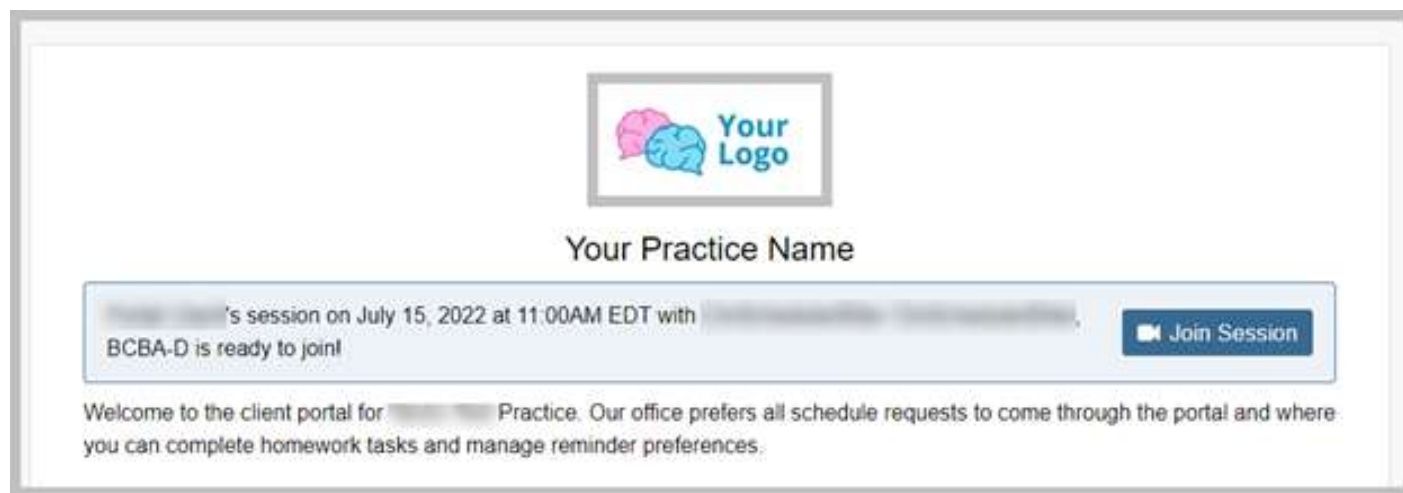 Your
Logo
Your Practice Name
's session on July 15, 2022 at 11:00AM EDT with ,
BCBA-D is ready to join!
Join Session
Welcome to the client portal for Practice. Our office prefers all schedule requests to come through the portal and where
you can complete homework tasks and manage reminder preferences.